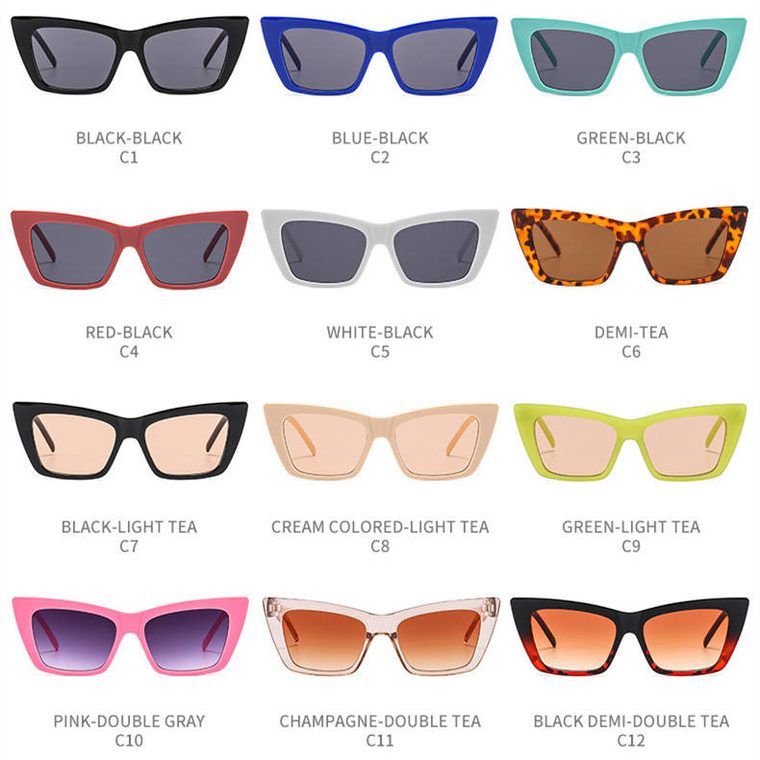 BLACK-BLACK
C1
BLUE-BLACK
C2
GREEN-BLACK
C3
RED-BLACK
C4
WHITE-BLACK
C5
DEMI-TEA
C6
BLACK-LIGHT TEA
C7
CREAM COLORED-LIGHT TEA
C8
GREEN-LIGHT TEA
C9
PINK-DOUBLE GRAY
C10
CHAMPAGNE-DOUBLE TEA
C11
BLACK DEMI-DOUBLE TEA
C12